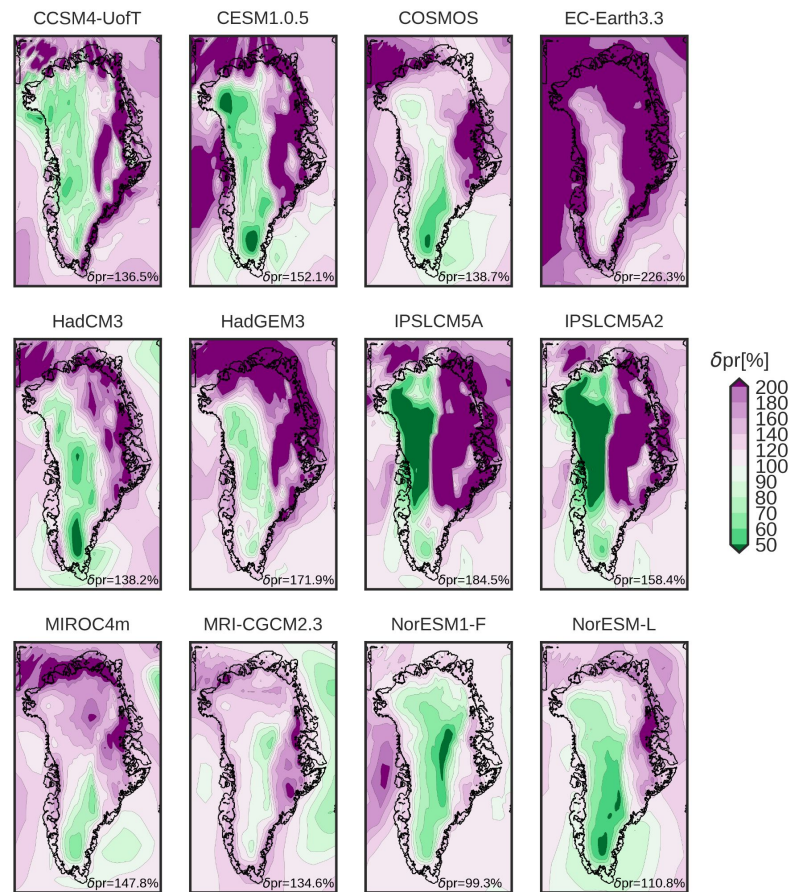 CCSM4-UofT CESM1.0.5 COSMOS EC-Earth3.3
δpr=136.5% δpr=152.1% δpr=138.7% δpr=226.3%
HadCM3 HadGEM3 IPSLCM5A IPSLCM5A2
δpr[%]
200
180
160
140
120
100
90
80
70
60
50
δpr=138.2% δpr=171.9% δpr=184.5% δpr=158.4%
MIROC4m MRI-CGCM2.3 NorESM1-F NorESM-L
δpr=147.8% δpr=134.6% δpr=99.3% δpr=110.8%